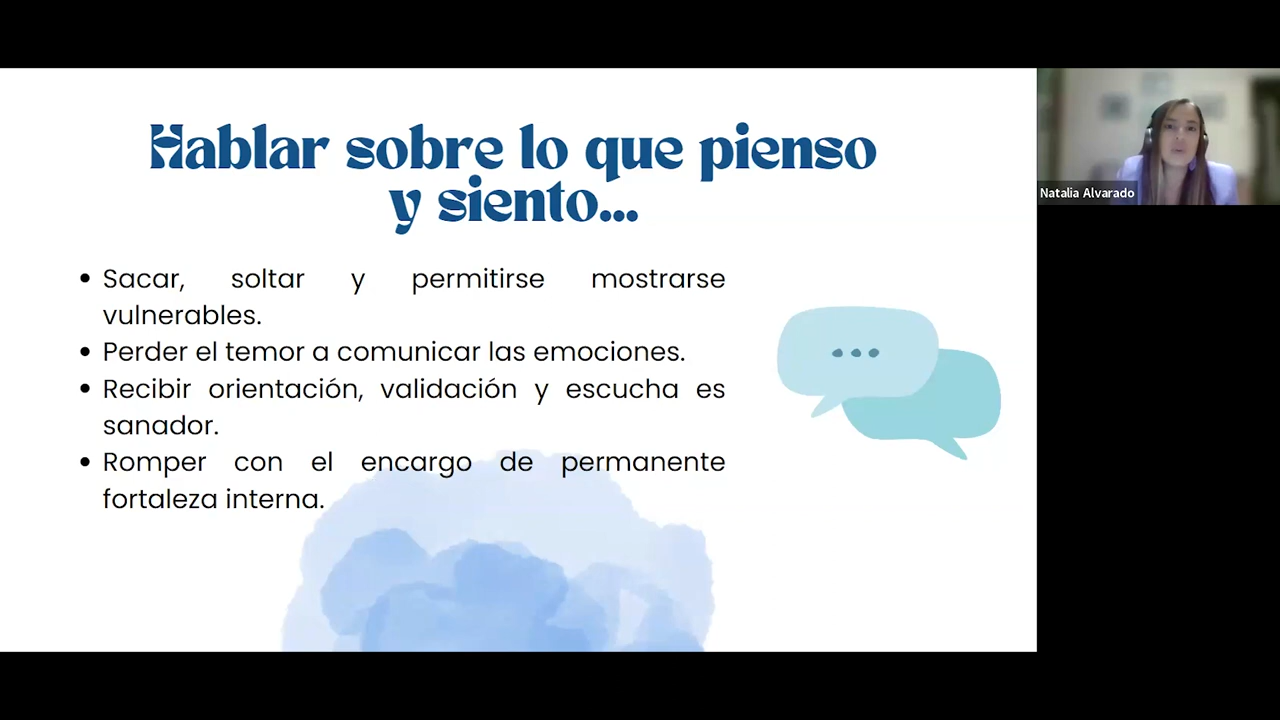 Hablar sobre lo que pienso
y siento...
Sacar, soltar y permitirse mostrarse
vulnerables.
Perder el temor a comunicar las emociones.
Recibir orientación, validación y escucha es
sanador.
Romper con el encargo de permanente
fortaleza interna.
Natalia Alvarado